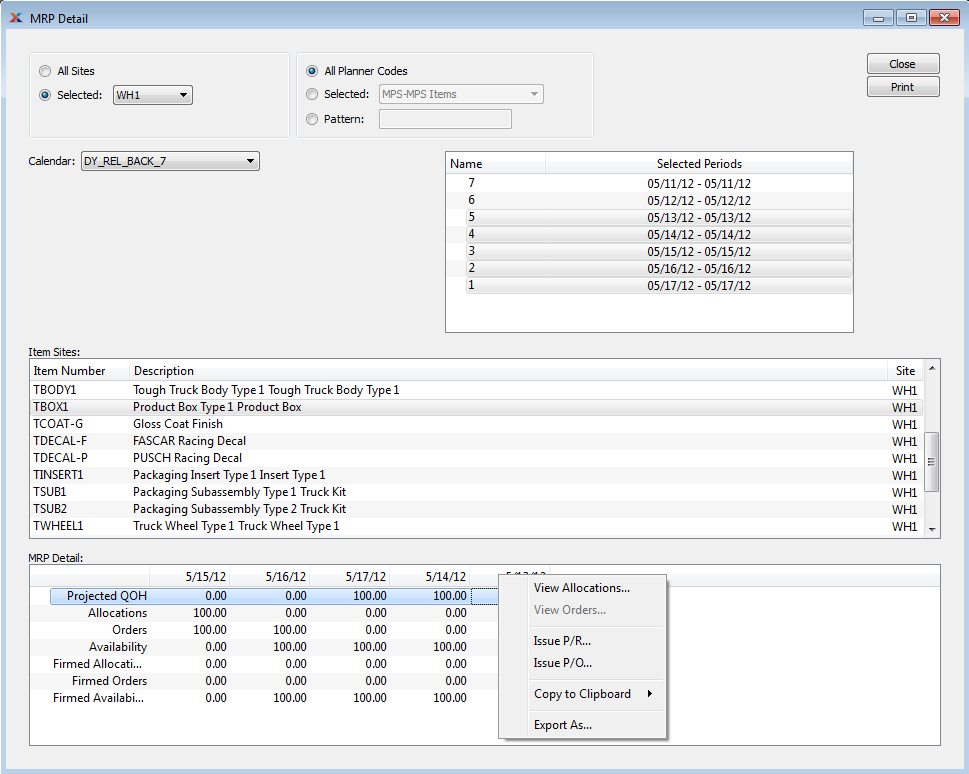 MRP Detail
All Sites
Selected: WH1
All Planner Codes
Selected: MPS-MPS Items
Pattern:
Close
Print
Calendar: DY_REL_BACK_7
Name Selected Periods
7 05/11/12 - 05/11/12
6 05/12/12 - 05/12/12
5 05/13/12 - 05/13/12
4 05/14/12 - 05/14/12
3 05/15/12 - 05/15/12
2 05/16/12 - 05/16/12
1 05/17/12 - 05/17/12
Item Sites:
Item Number Description Site
TBODY1 Tough Truck Body Type 1 Tough Truck Body Type 1 WH1
TBOX1 Product Box Type 1 Product Box WH1
TCOAT-G Gloss Coat Finish WH1
TDECAL-F FASCAR Racing Decal WH1
TDECAL-P PUSCH Racing Decal WH1
TINSERT1 Packaging Insert Type 1 Insert Type 1 WH1
TSUB1 Packaging Subassembly Type 1 Truck Kit WH1
TSUB2 Packaging Subassembly Type 2 Truck Kit WH1
TWHEEL1 Truck Wheel Type 1 Truck Wheel Type 1 WH1
MRP Detail:
5/15/12 5/16/12 5/17/12 5/14/12 5/13/12
Projected QOH 0.00 0.00 100.00 100.00
Allocations 100.00 0.00 0.00 0.00
Orders 100.00 100.00 0.00 0.00
Availability 0.00 100.00 100.00 100.00
Firmed Allocati... 0.00 0.00 0.00 0.00
Firmed Orders 0.00 0.00 0.00 0.00
Firmed Availabi... 0.00 100.00 100.00 100.00
View Allocations...
View Orders...
Issue P/R...
Issue P/O...
Copy to Clipboard
Export As...